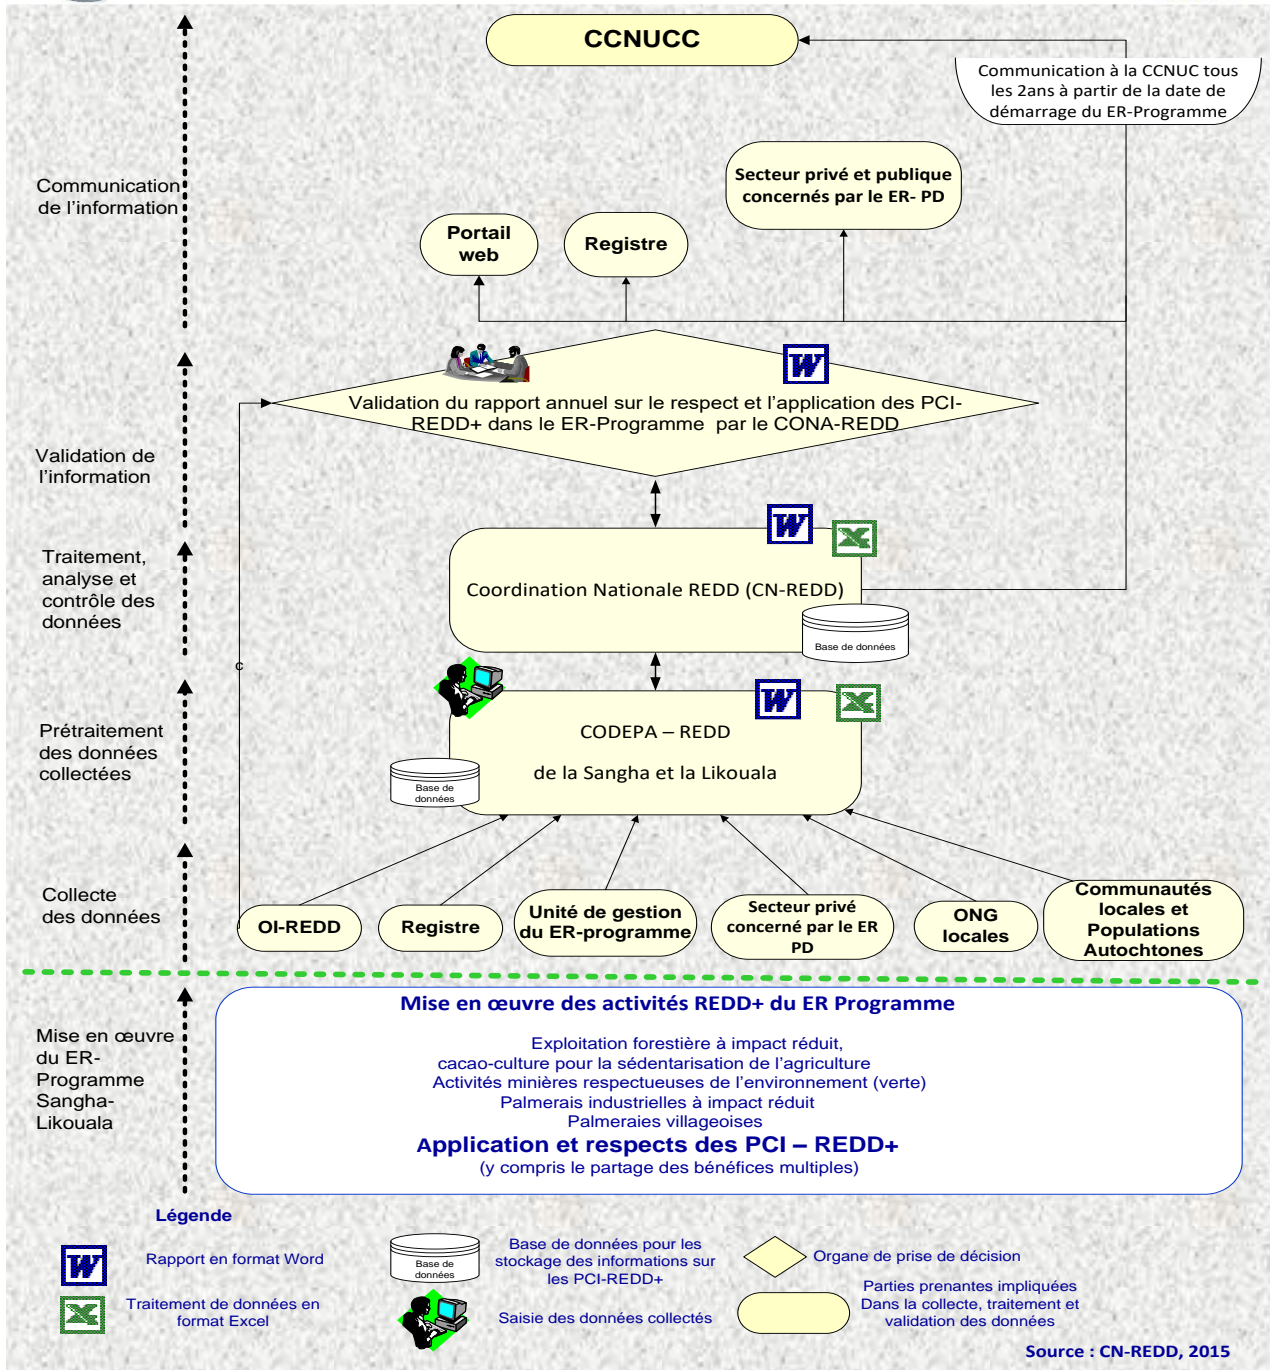 CCNUCC
Communication à la CCNUC tous
les 2ans à partir de la date de
démarrage du ER-Programme
Communication
de l'information
Secteur privé et publique
concernés par le ER- PD
Portail
web
Registre
Validation du rapport annuel sur le respect et l'application des PCI-
REDD+ dans le ER-Programme  par le CONA-REDD
Validation de
l'information
Traitement,
analyse et
contrôle des
données
Coordination Nationale REDD (CN-REDD)
Base de données
c
Prétraitement
des données
collectées
CODEPA – REDD
de la Sangha et la Likouala
Base de
données
Collecte
des données
OI-REDD
Registre
Unité de gestion
du ER-programme
Secteur privé
concerné par le ER
PD
ONG
locales
Communautés
locales et
Populations
Autochtones
Mise en œuvre
du ER-
Programme
Sangha-
Likouala
Mise en œuvre des activités REDD+ du ER Programme
Exploitation forestière à impact réduit,
cacao-culture pour la sédentarisation de l'agriculture
Activités minières respectueuses de l'environnement (verte)
Palmerais industrielles à impact réduit
Palmeraies villageoises
Application et respects des PCI – REDD+
(y compris le partage des bénéfices multiples)
Légende
Rapport en format Word
Traitement de données en
format Excel
Base de
données
Base de données pour les
stockage des informations sur
les PCI-REDD+
Saisie des données collectés
Organe de prise de décision
Parties prenantes impliquées
Dans la collecte, traitement et
validation des données
Source : CN-REDD, 2015